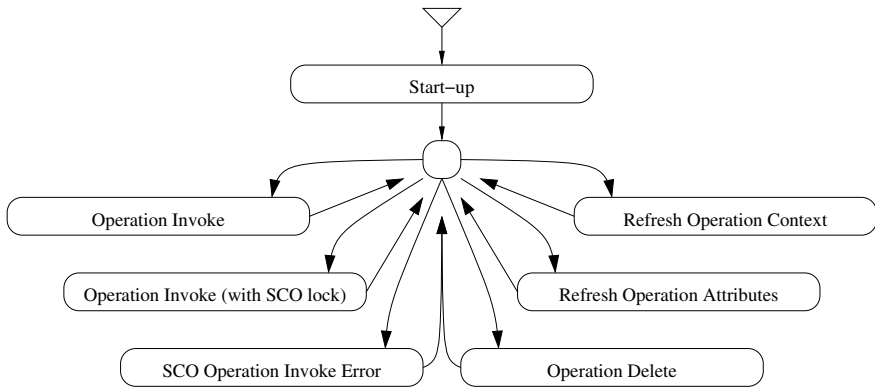 Start−up
Operation Invoke
Refresh Operation Context
Operation Invoke (with SCO lock)
Refresh Operation Attributes
SCO Operation Invoke Error
Operation Delete